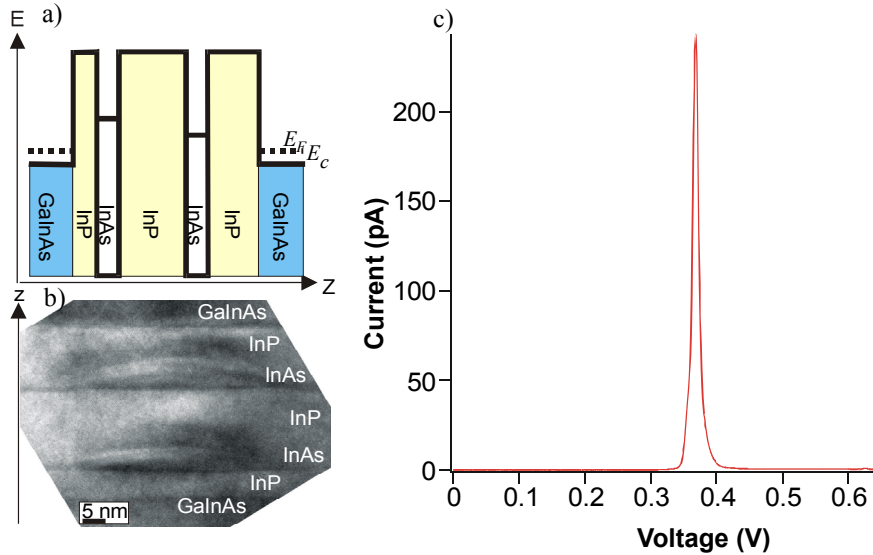 a)
E
E_F
E_c
GaInAs
InP
InAs
InP
InAs
InP
GaInAs
z
b)
z
GaInAs
InP
InAs
InP
InAs
InP
GaInAs
5 nm
c)
Current (pA)
200
150
100
50
0
0 0.1 0.2 0.3 0.4 0.5 0.6
Voltage (V)